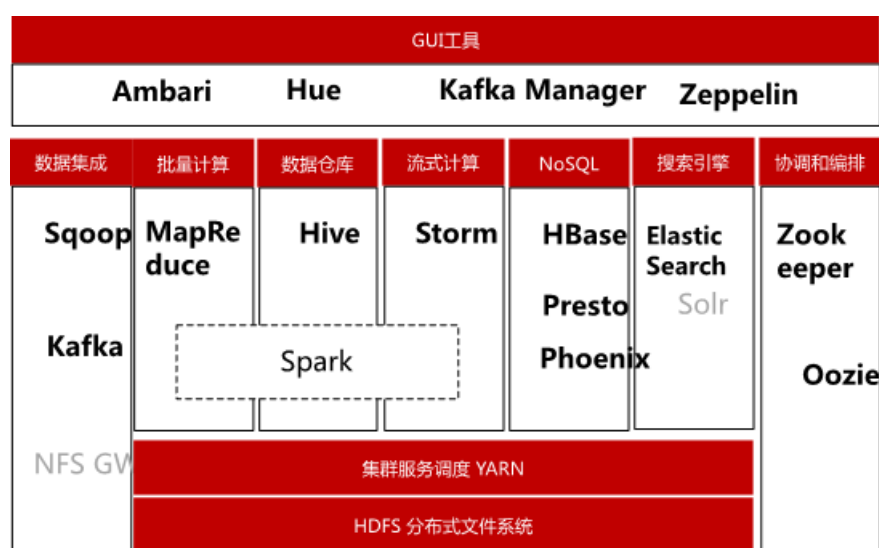 GUI工具
Ambari Hue Kafka Manager Zeppelin
数据集成 批量计算 数据仓库 流式计算 NoSQL 搜索引擎 协调和编排
Sqoop
Kafka
NFS GW
MapRe
duce
Hive
Storm
Spark
HBase
Presto
Phoenix
Elastic
Search
Solr
Zook
eeper
Oozie
集群服务调度 YARN
HDFS 分布式文件系统